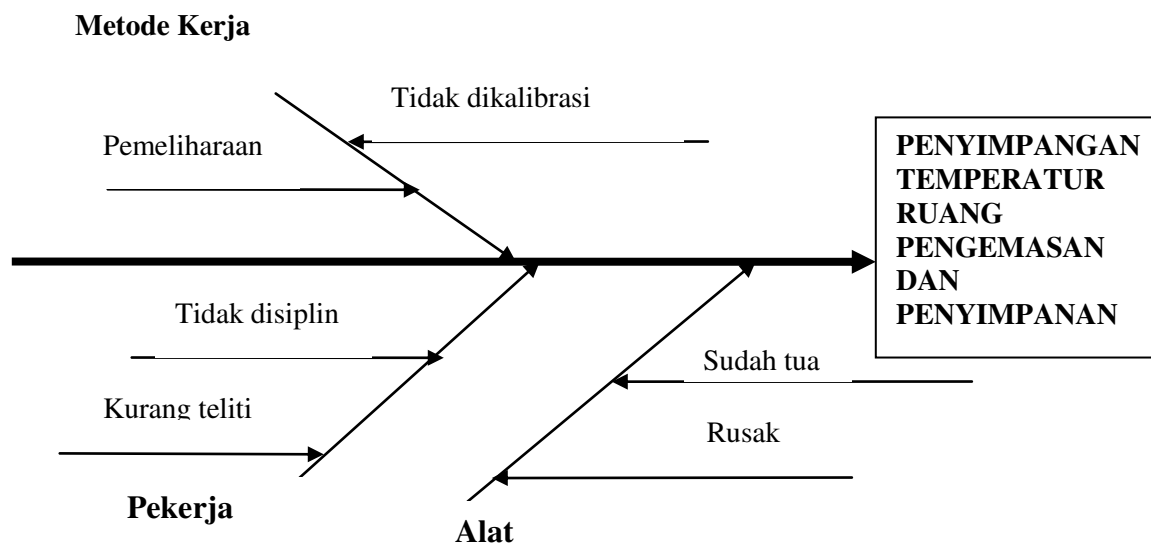 Metode Kerja
Tidak dikalibrasi
Pemeliharaan
PENYIMPANGAN
TEMPERATUR
RUANG
PENGEMASAN
DAN
PENYIMPANAN
Tidak disiplin
Sudah tua
Kurang teliti
Rusak
Pekerja
Alat